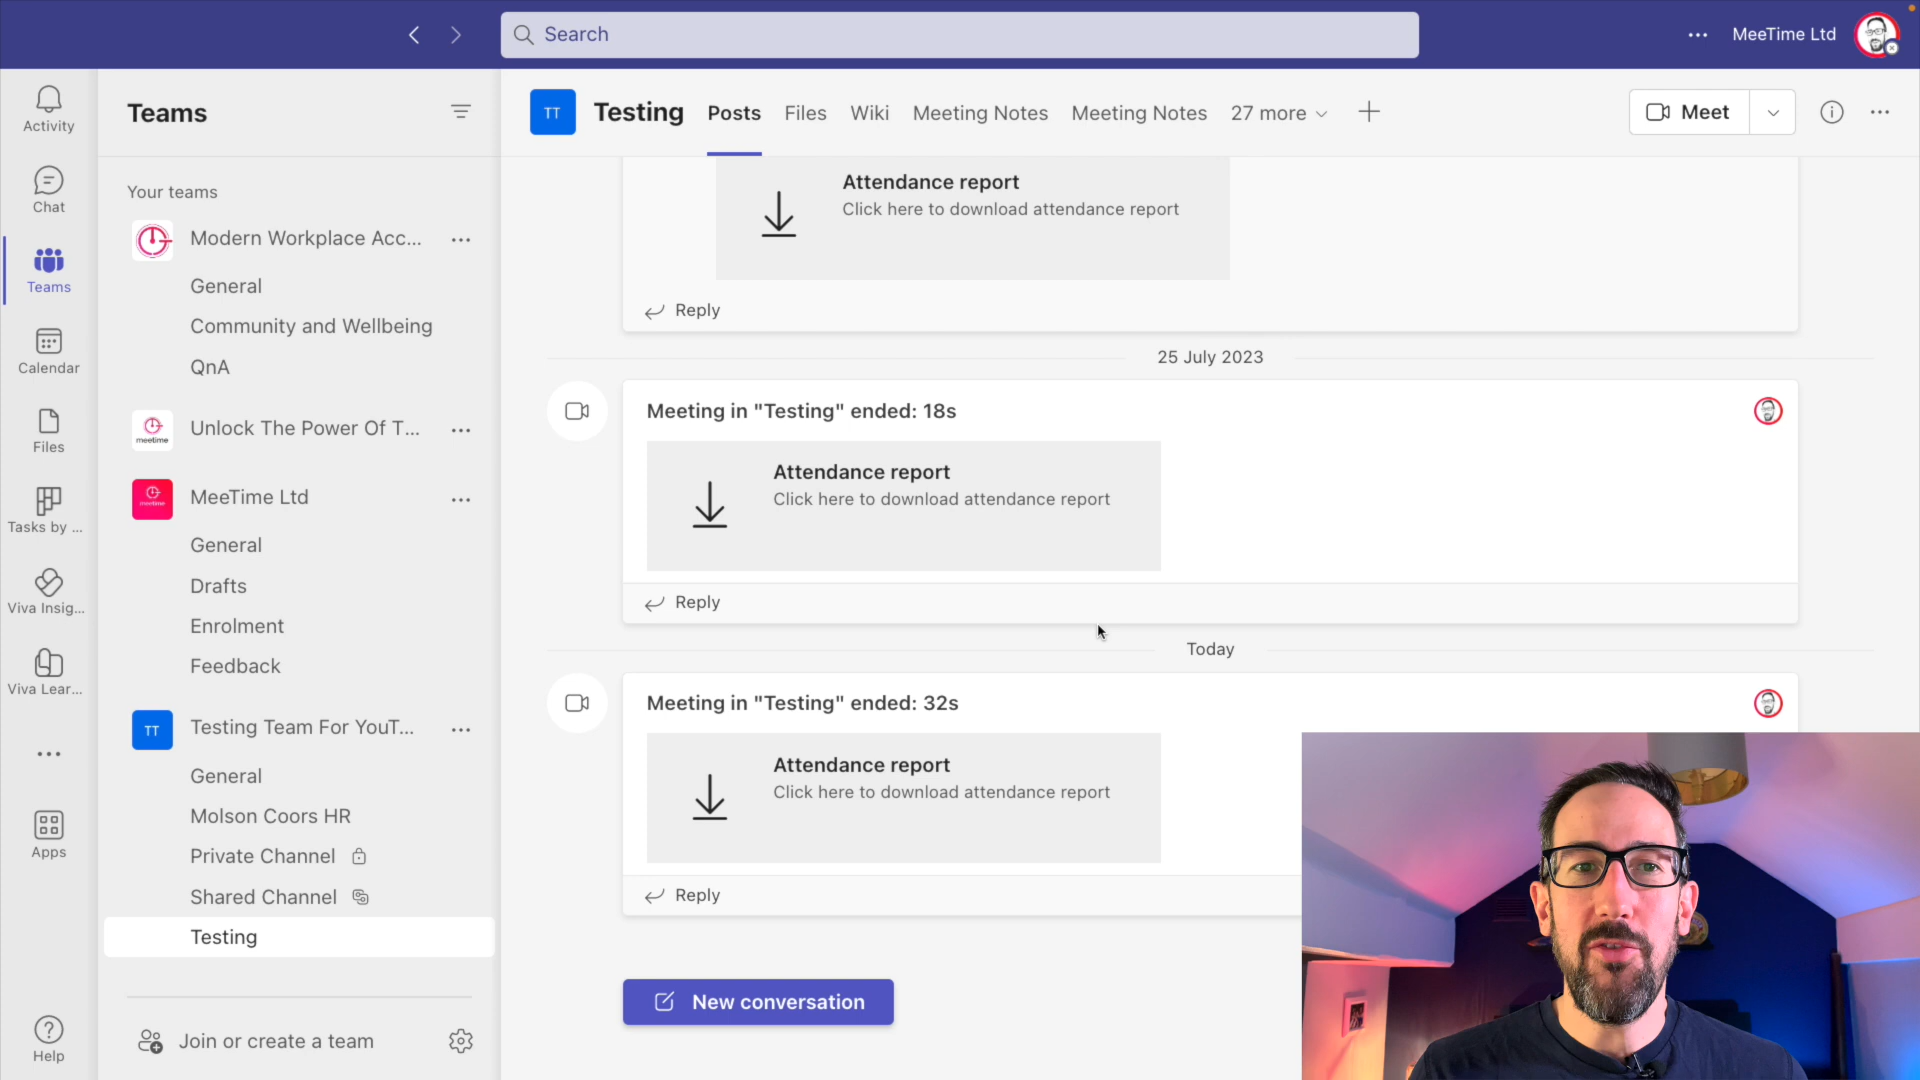 Search
MeeTime Ltd
Activity
Chat
Teams
Calendar
Files
Tasks by ...
Viva Insig...
Viva Lear...
Apps
Help
Teams
Your teams
Modern Workplace Acc...
General
Community and Wellbeing
QnA
meetime
Unlock The Power Of T...
meetime
MeeTime Ltd
General
Drafts
Enrolment
Feedback
TT
Testing Team For YouT...
General
Molson Coors HR
Private Channel
Shared Channel
Testing
Join or create a team
TT
Testing
Posts
Files
Wiki
Meeting Notes
Meeting Notes
27 more
Meet
Attendance report
Click here to download attendance report
Reply
25 July 2023
Meeting in "Testing" ended: 18s
Attendance report
Click here to download attendance report
Reply
Today
Meeting in "Testing" ended: 32s
Attendance report
Click here to download attendance report
Reply
New conversation